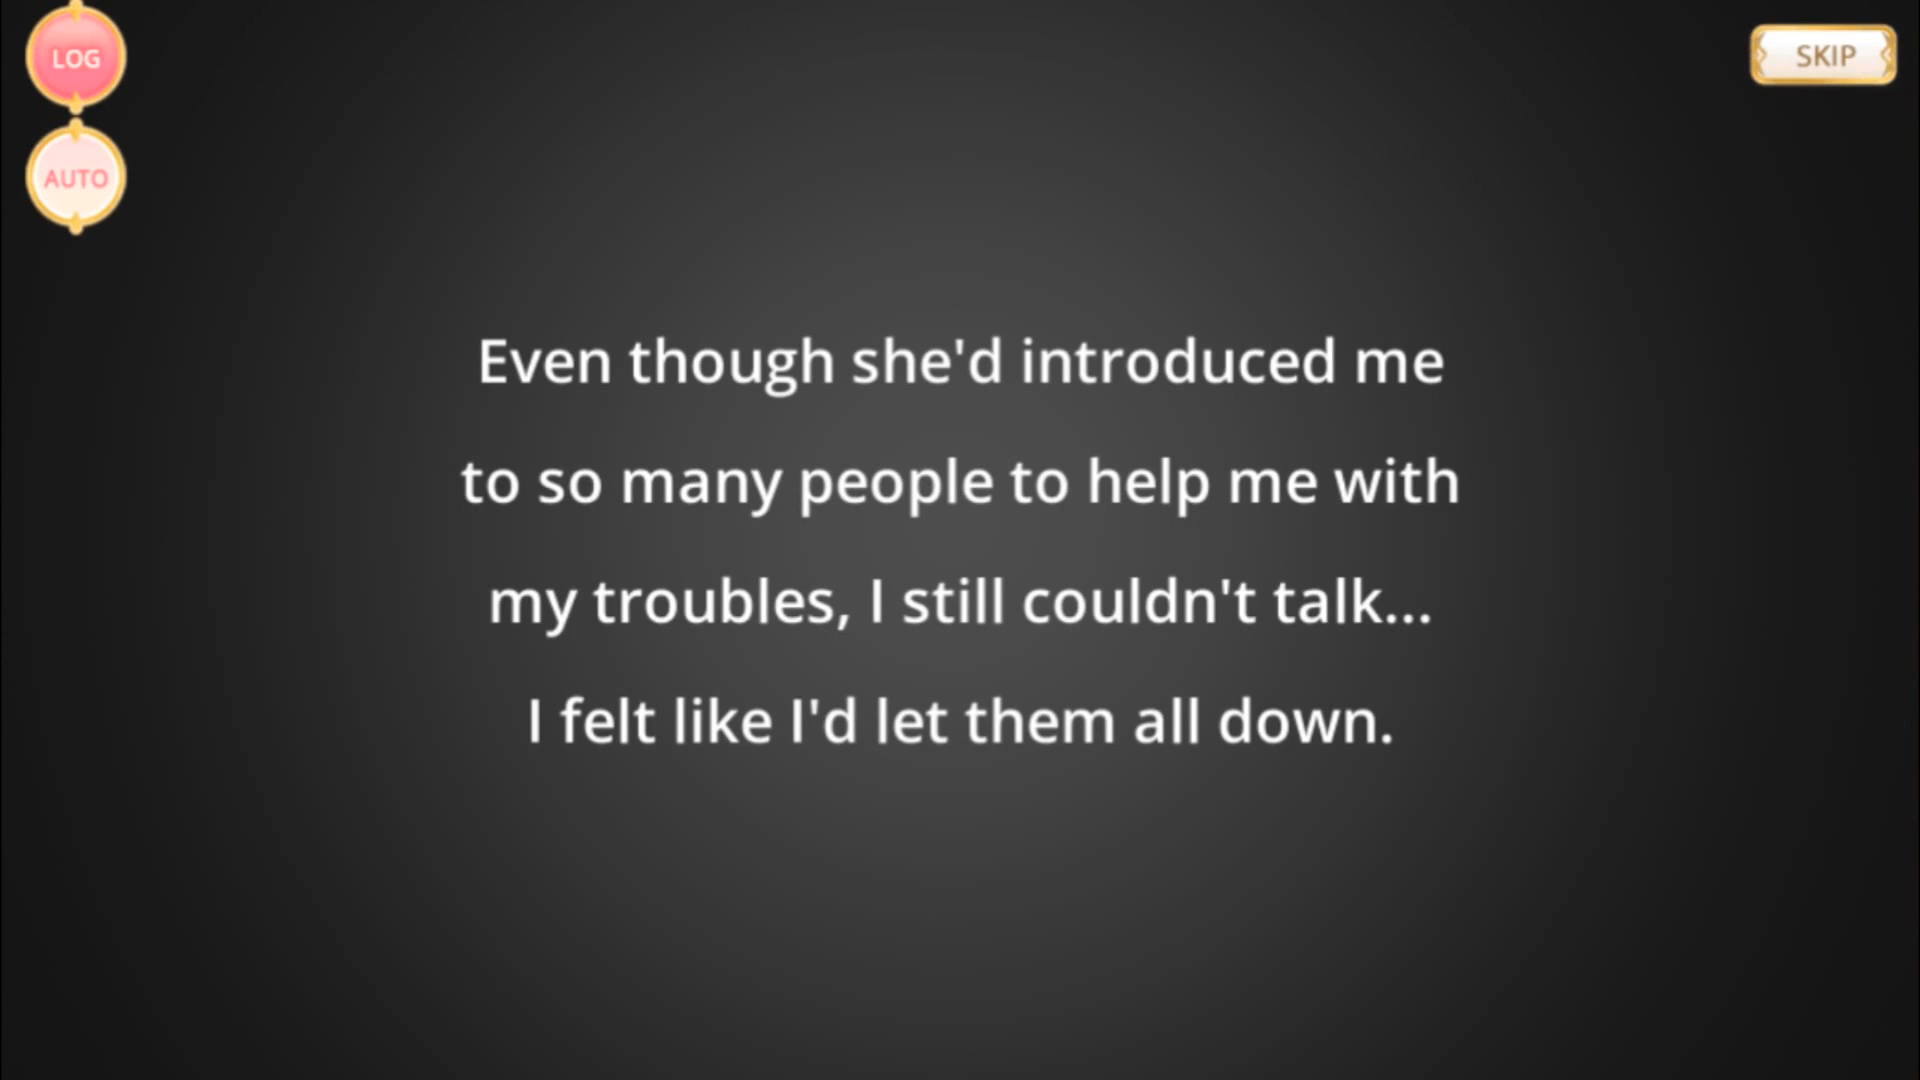 LOG
SKIP
AUTO
Even though she'd introduced me
to so many people to help me with
my troubles, I still couldn't talk...
I felt like I'd let them all down.